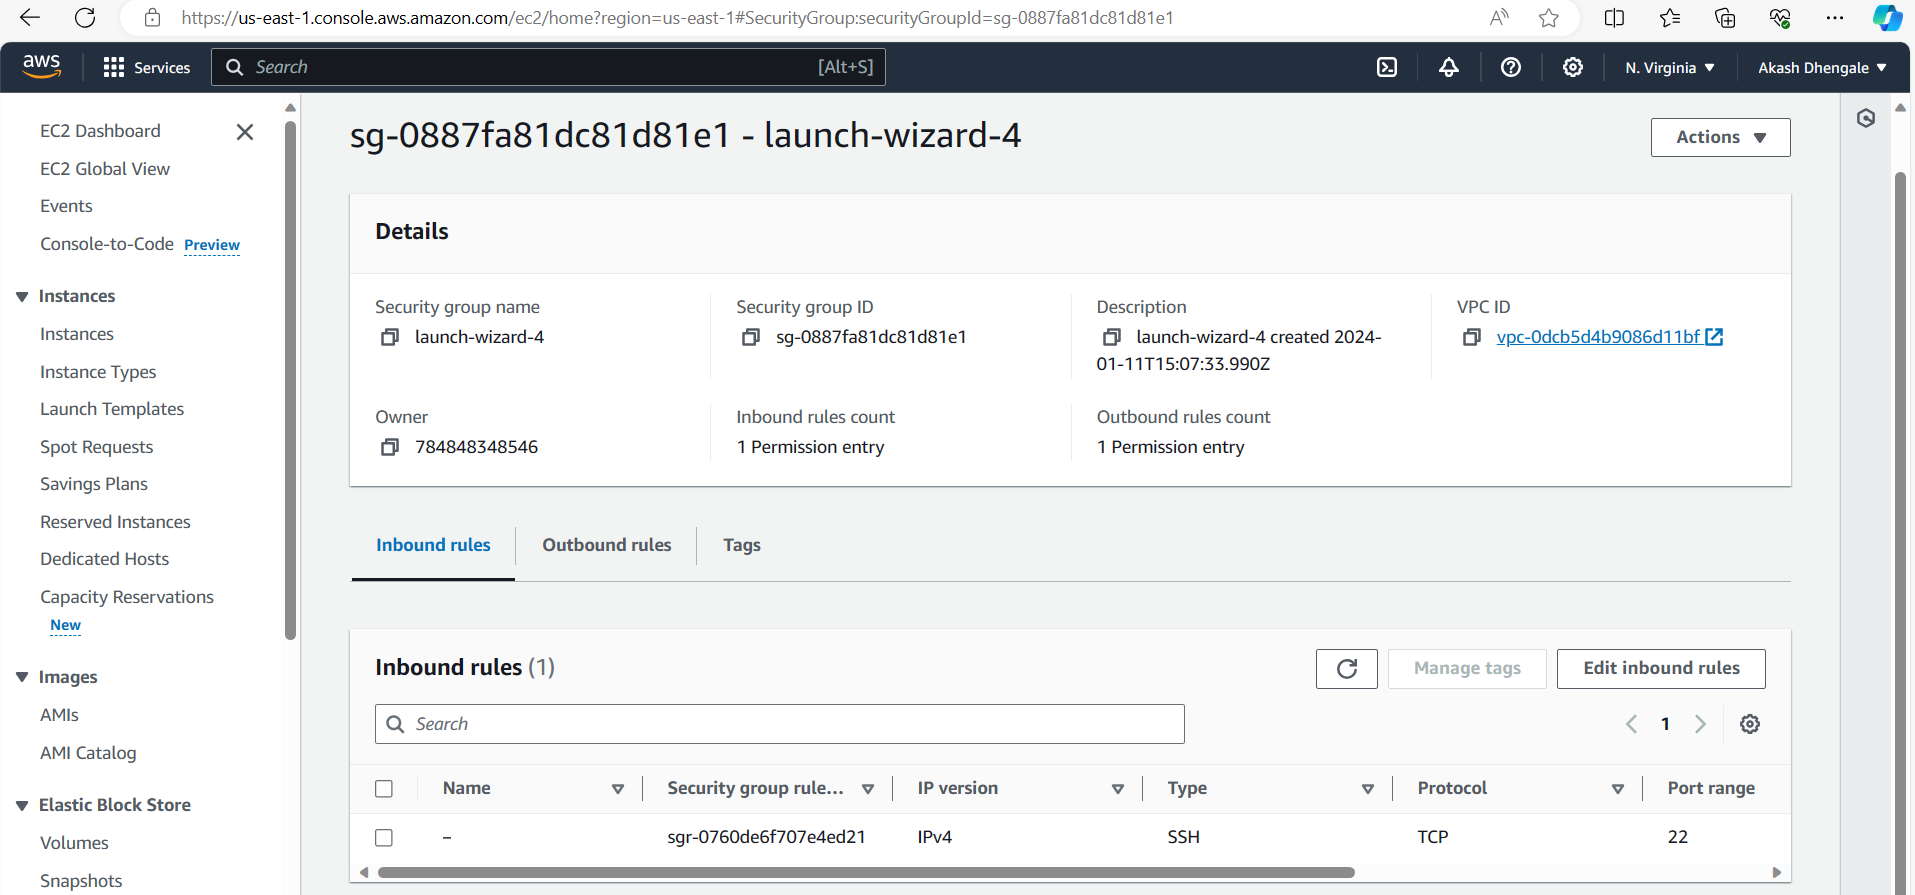 https://us-east-1.console.aws.amazon.com/ec2/home?region=us-east-1#SecurityGroup:securityGroupId=sg-0887fa81dc81d81e1
aws
Services
Search
[Alt+S]
N. Virginia
Akash Dhengale
EC2 Dashboard
EC2 Global View
Events
Console-to-Code Preview
Instances
Instances
Instance Types
Launch Templates
Spot Requests
Savings Plans
Reserved Instances
Dedicated Hosts
Capacity Reservations
New
Images
AMIs
AMI Catalog
Elastic Block Store
Volumes
Snapshots
sg-0887fa81dc81d81e1 - launch-wizard-4
Actions
Details
Security group name
launch-wizard-4
Security group ID
sg-0887fa81dc81d81e1
Description
launch-wizard-4 created 2024-
01-11T15:07:33.990Z
VPC ID
vpc-0dcb5d4b9086d11bf
Owner
784848348546
Inbound rules count
1 Permission entry
Outbound rules count
1 Permission entry
Inbound rules
Outbound rules
Tags
Inbound rules (1)
Manage tags
Edit inbound rules
Search
1
Name
Security group rule...
IP version
Type
Protocol
Port range
–
sgr-0760de6f707e4ed21
IPv4
SSH
TCP
22